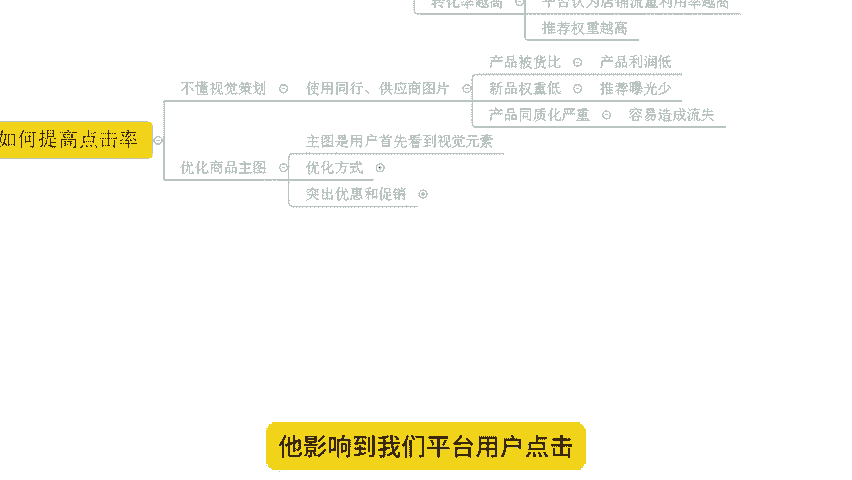 转化率越高
平台认为店铺流量利用率越高
推荐权重越高
产品被货比
产品利润低
不懂视觉策划
使用同行、供应商图片
新品权重低
推荐曝光少
产品同质化严重
容易造成流失
如何提高点击率
主图是用户首先看到视觉元素
优化商品主图
优化方式
突出优惠和促销
他影响到我们平台用户点击